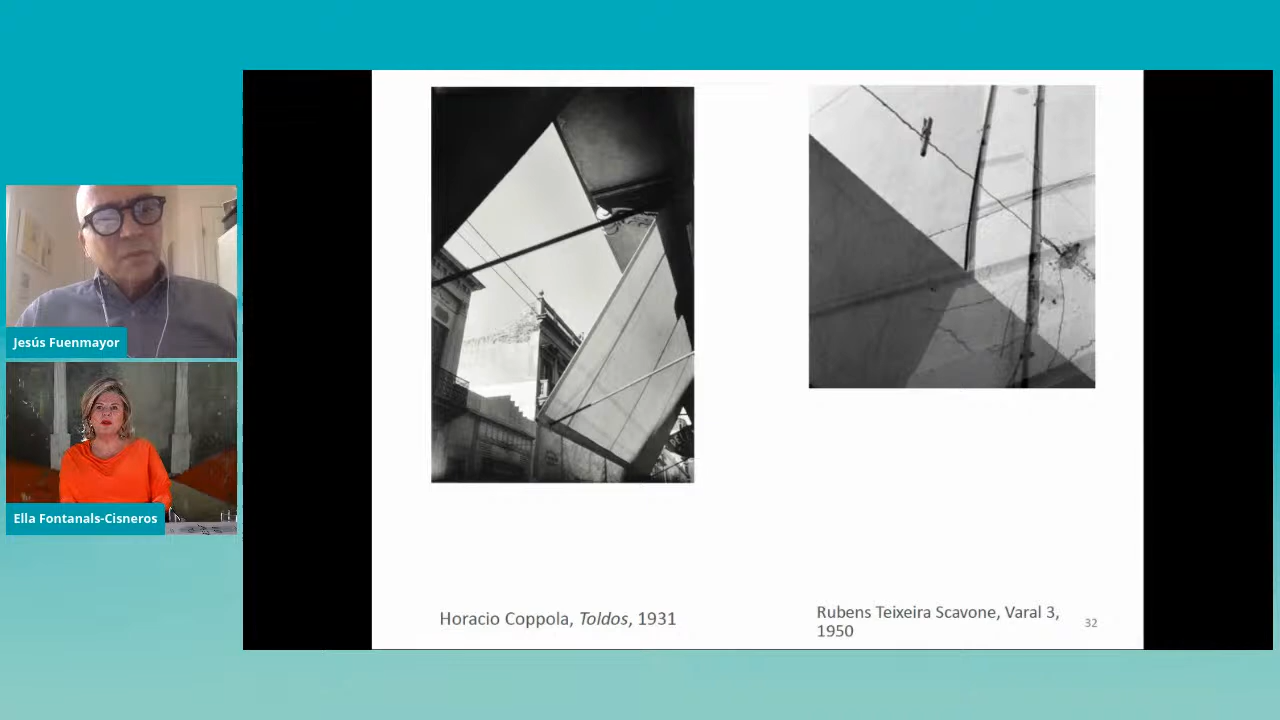 Jesús Fuenmayor
Ella Fontanals-Cisneros
Horacio Coppola, Toldos, 1931
Rubens Teixeira Scavone, Varal 3,
1950
32